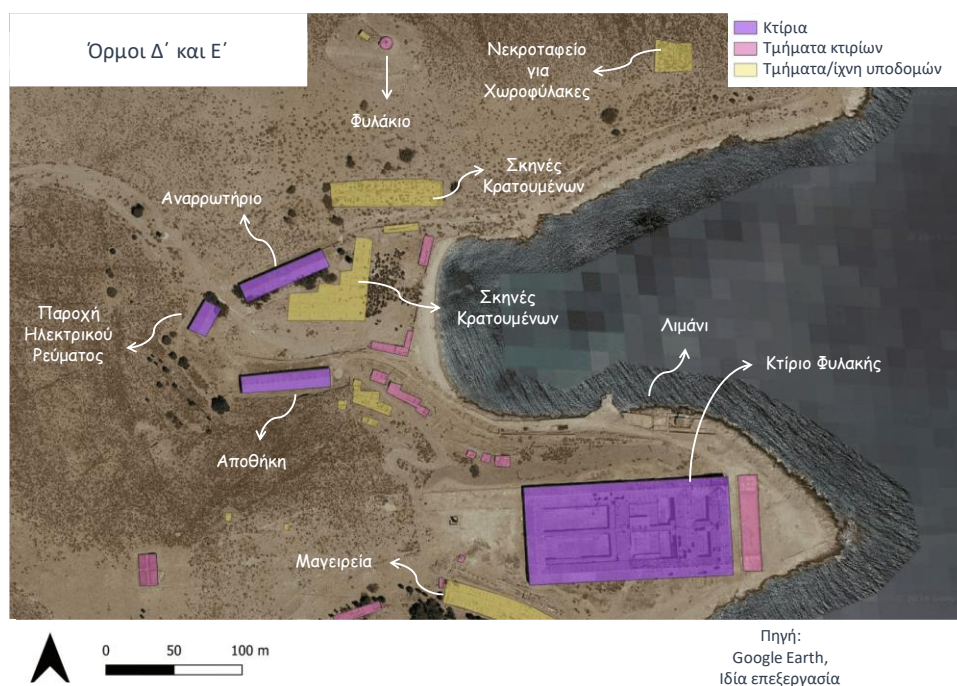 Όρμοι Δ΄ και Ε΄
Κτίρια
Τμήματα κτιρίων
Τμήματα/ίχνη υποδομών
Νεκροταφείο
για
Χωροφύλακες
Φυλάκιο
Σκηνές
Κρατουμένων
Αναρρωτήριο
Σκηνές
Κρατουμένων
Παροχή
Ηλεκτρικού
Ρεύματος
Λιμάνι
Κτίριο Φυλακής
Αποθήκη
Μαγειρεία
0 50 100 m
Πηγή:
Google Earth,
Ιδία επεξεργασία